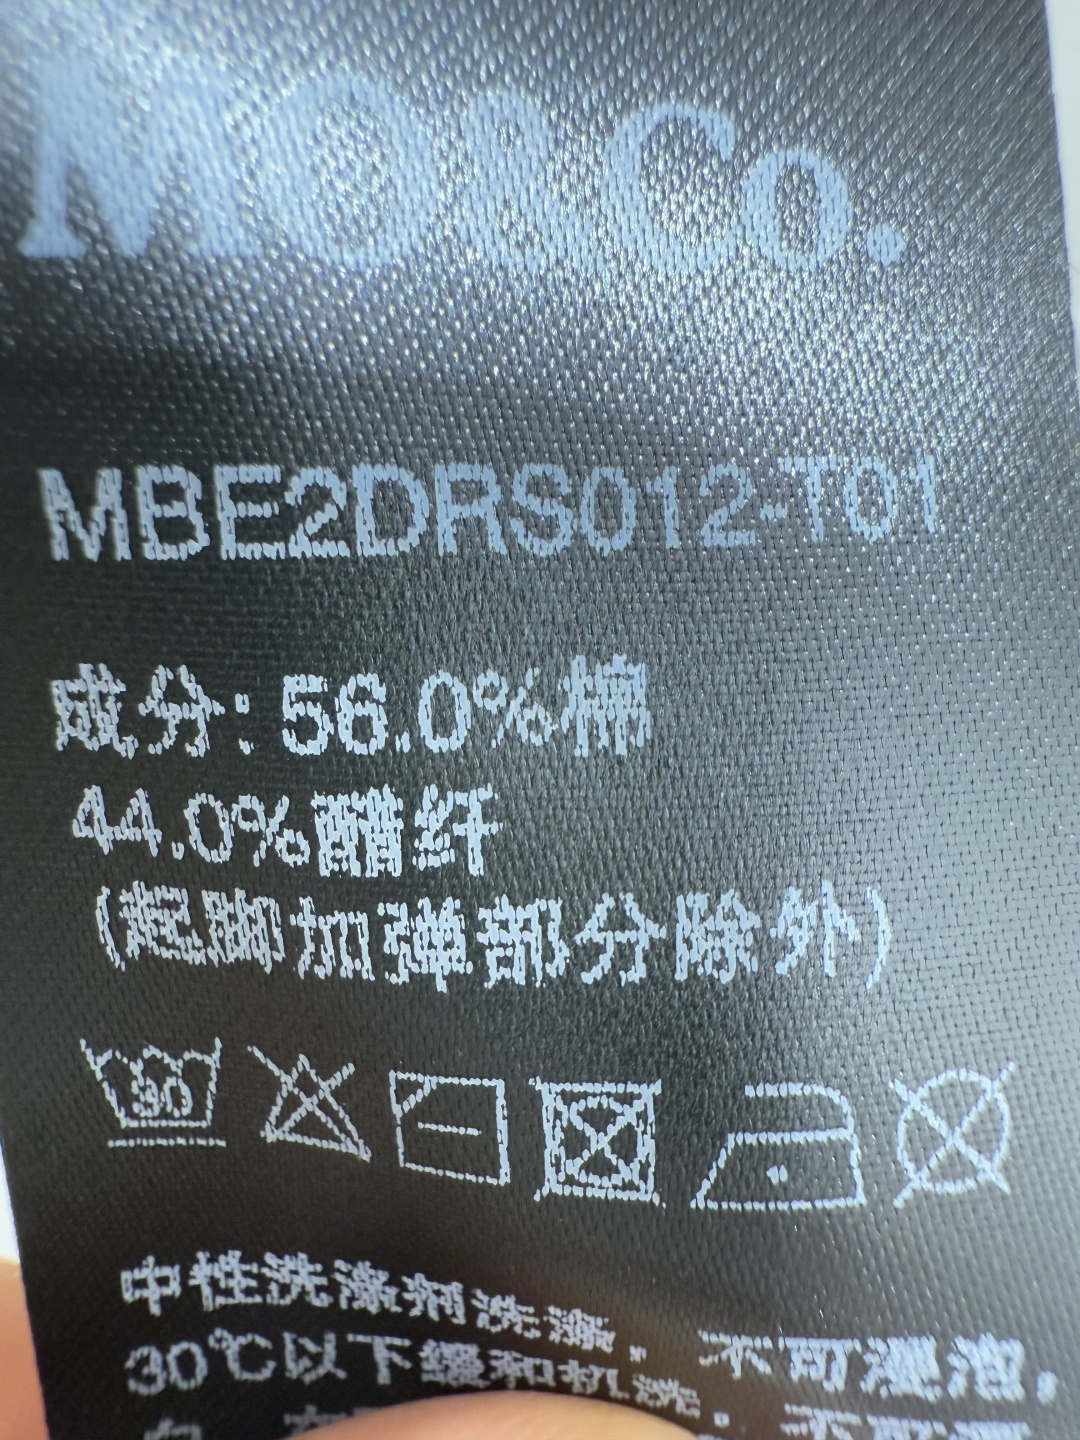 MO&Co.
MBE2DRS012-T01
成分: 56.0%棉
44.0%醋纤
(起脚加弹部分除外)
30
中性洗涤剂洗涤，不可浸泡，
30℃以下缓和机洗，不可